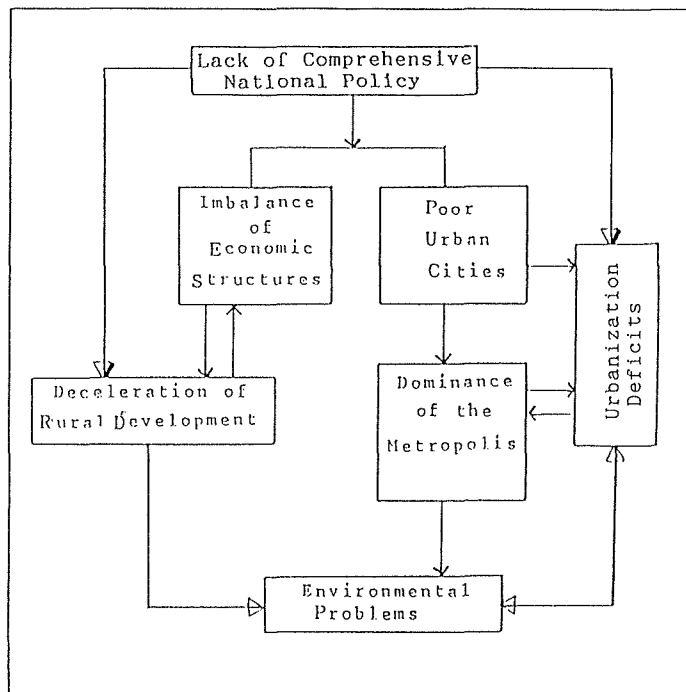 Lack of Comprehensive
National Policy
Imbalance
of
Economic
Structures
Poor
Urban
Cities
Urbanization
Deficits
Deceleration of
Rural Development
Dominance
of the
Metropolis
Environmental
Problems